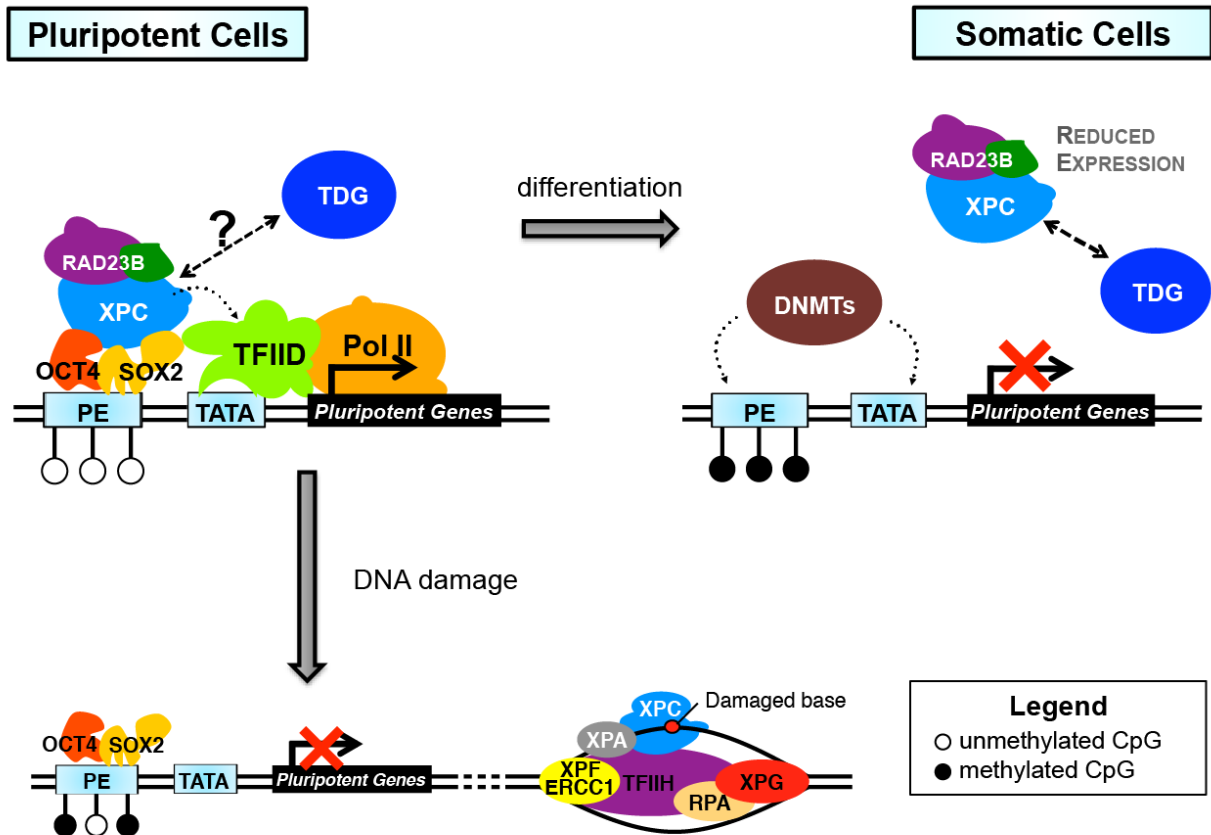 Pluripotent Cells
Somatic Cells
RAD23B
XPC
?
TDG
OCT4
SOX2
TFIID
Pol II
PE
TATA
Pluripotent Genes
differentiation
RAD23B
XPC
REDUCED
EXPRESSION
TDG
DNMTs
PE
TATA
Pluripotent Genes
DNA damage
OCT4
SOX2
PE
TATA
Pluripotent Genes
XPC
Damaged base
XPA
XPF
ERCC1
TFIIH
RPA
XPG
Legend
unmethylated CpG
methylated CpG